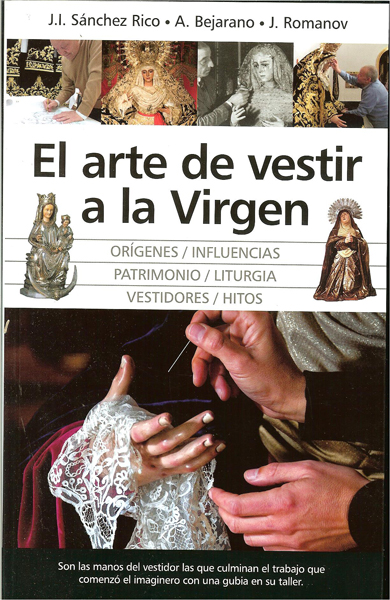 J.I. Sánchez Rico • A. Bejarano • J. Romanov
El arte de vestir
a la Virgen
ORÍGENES / INFLUENCIAS
PATRIMONIO / LITURGIA
VESTIDORES / HITOS
Son las manos del vestidor las que culminan el trabajo que
comenzó el imaginero con una gubia en su taller.